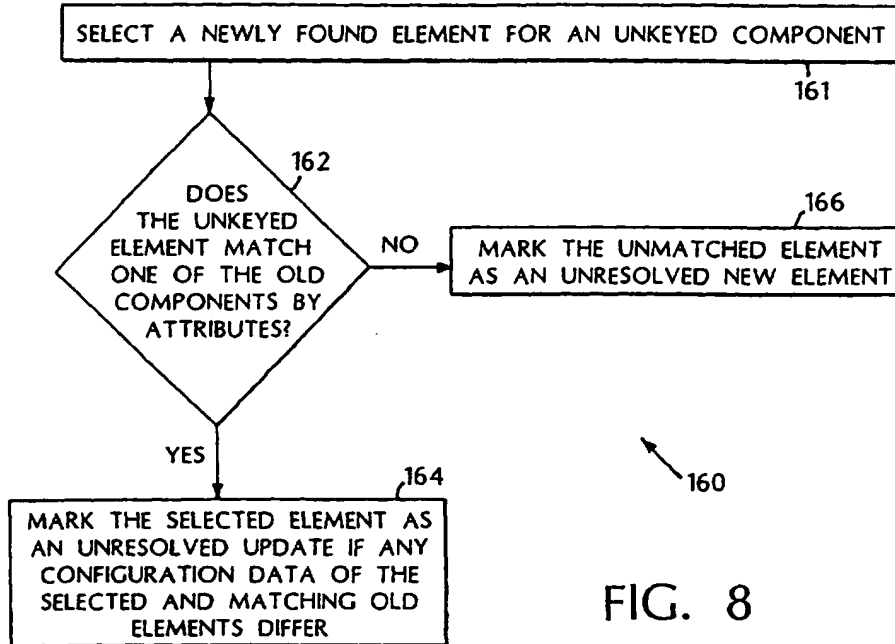 SELECT A NEWLY FOUND ELEMENT FOR AN UNKEYED COMPONENT
161
162
DOES
THE UNKEYED
ELEMENT MATCH
ONE OF THE OLD
COMPONENTS BY
ATTRIBUTES?
NO
166
MARK THE UNMATCHED ELEMENT
AS AN UNRESOLVED NEW ELEMENT
YES
164
MARK THE SELECTED ELEMENT AS
AN UNRESOLVED UPDATE IF ANY
CONFIGURATION DATA OF THE
SELECTED AND MATCHING OLD
ELEMENTS DIFFER
160
FIG. 8